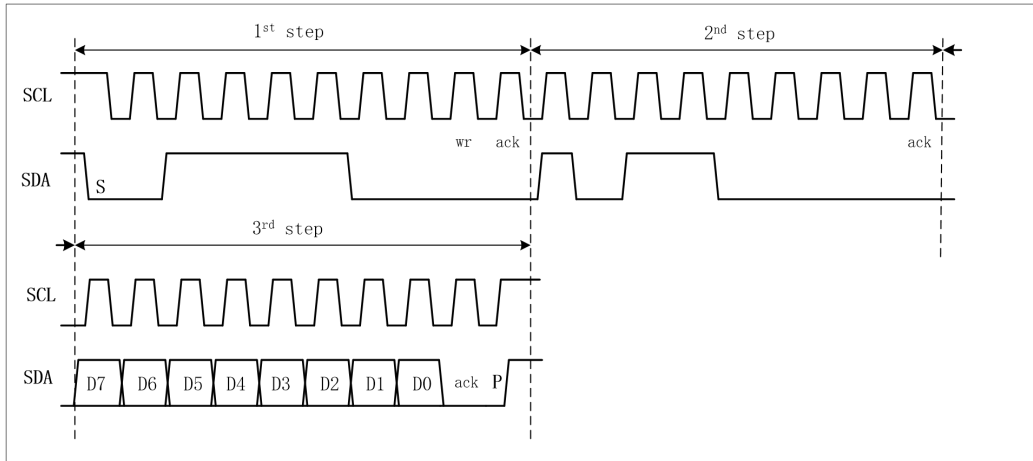 1st step 2nd step
SCL
wr ack ack
SDA S
3rd step
SCL
SDA D7 D6 D5 D4 D3 D2 D1 D0 ack P